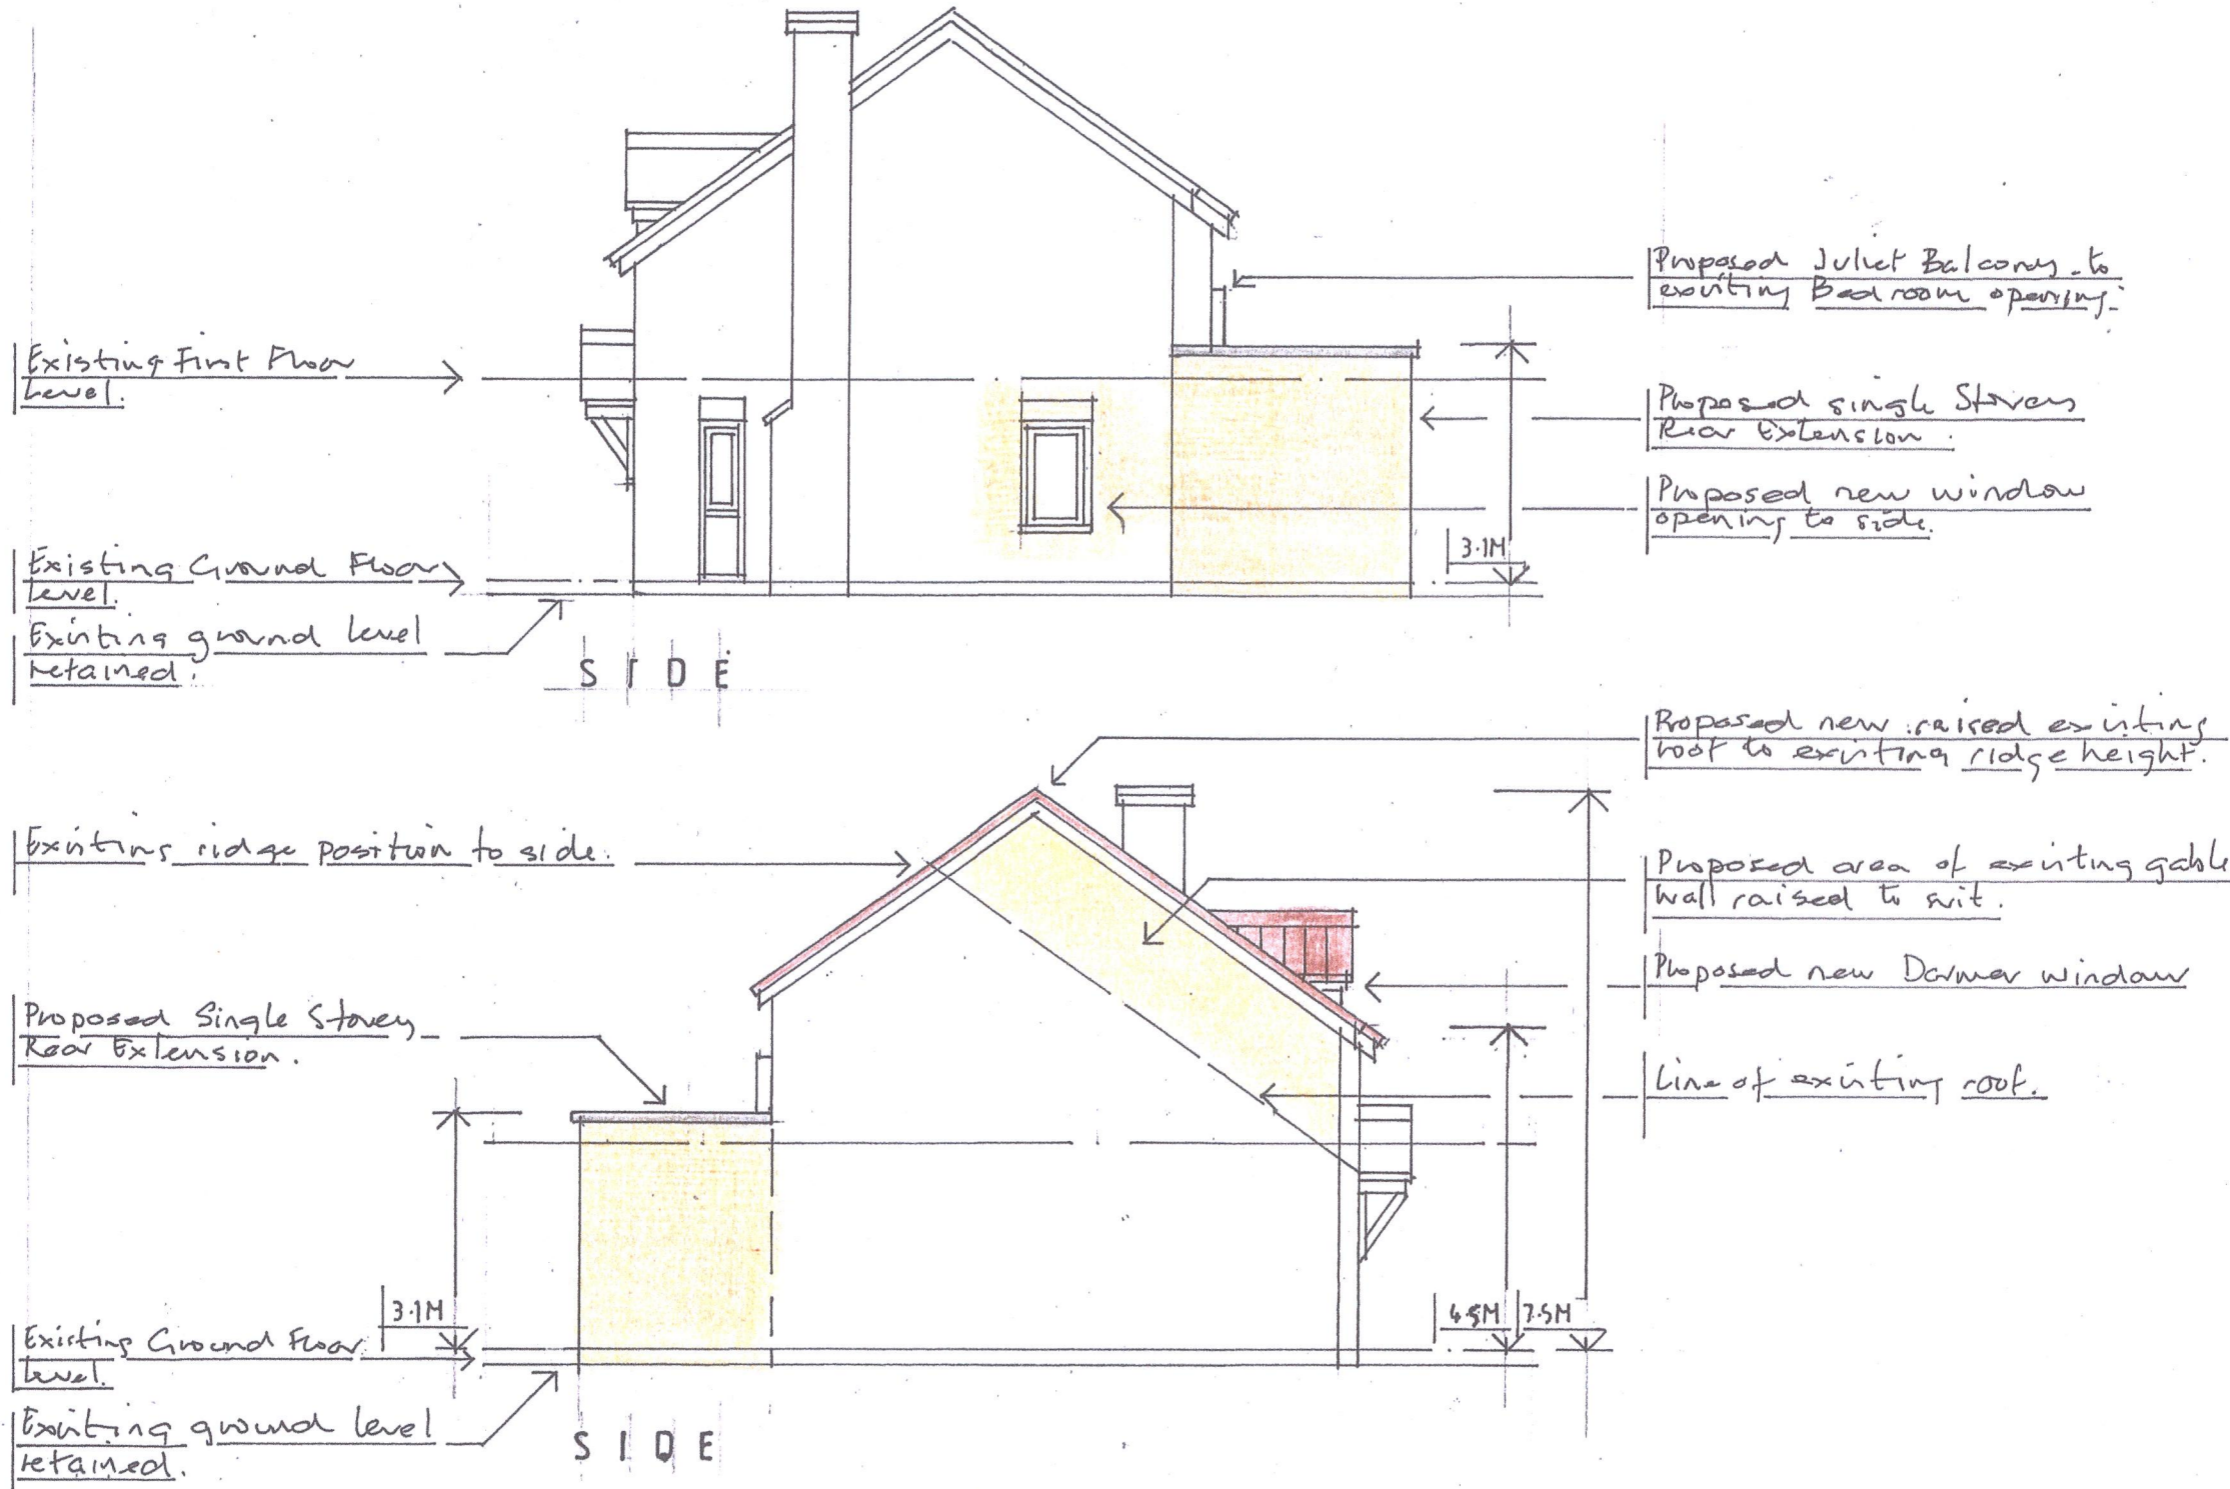 Proposed Juliet Balcony to
existing Bedroom opening.
Existing First Floor
Level.
Proposed single Storey
Rear Extension.
Proposed new window
opening to side.
3.1M
Existing Ground Floor
Level.
Existing ground level
retained.
SIDE
Proposed new raised existing
roof to existing ridge height.
Existing ridge position to side.
Proposed area of existing gable
wall raised to suit.
Proposed new Dormer window
Proposed Single Storey
Rear Extension.
Line of existing roof.
3.1M
4.5M
7.5M
Existing Ground Floor
Level.
Existing ground level
retained.
SIDE